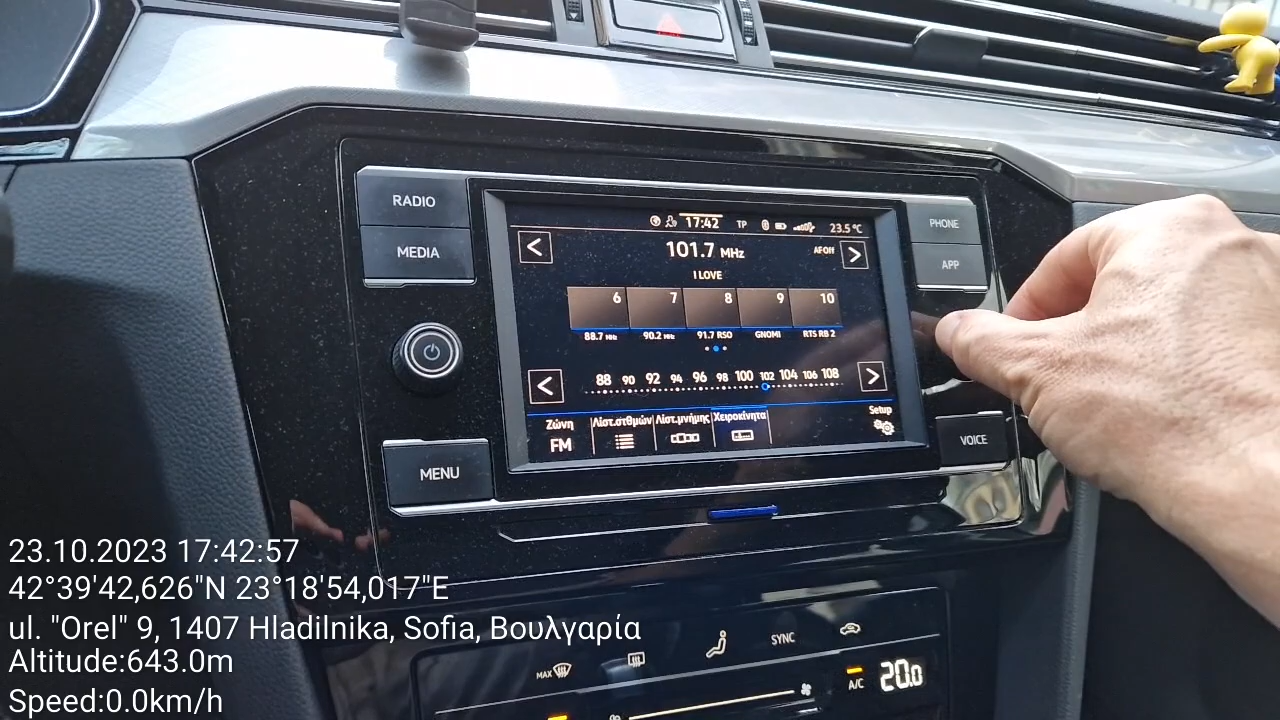 RADIO
MEDIA
MENU
PHONE
APP
VOICE
17:42 TP 23.5 °C
< 101.7 MHz AF Off >
I LOVE
6 7 8 9 10
88.7 MHz 90.2 MHz 91.7 RSO GNOMI RTS RB 2
88 90 92 94 96 98 100 102 104 106 108
< >
Ζώνη Λίστ.στθμών Λίστ.μνήμης Χειροκίνητα Setup
FM
MAX SYNC
A/C 20.0
23.10.2023 17:42:57
42°39'42,626"N 23°18'54,017"E
ul. "Orel" 9, 1407 Hladilnika, Sofia, Βουλγαρία
Altitude:643.0m
Speed:0.0km/h